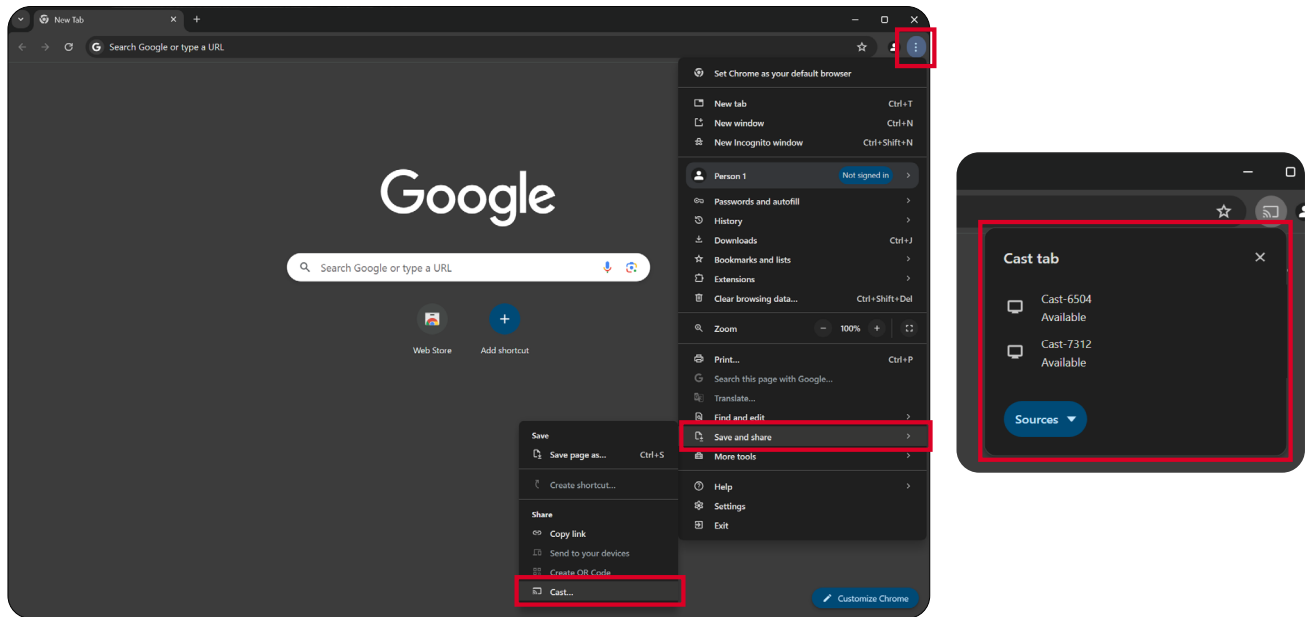 New Tab
Search Google or type a URL
Set Chrome as your default browser
New tab Ctrl+T
New window Ctrl+N
New Incognito window Ctrl+Shift+N
Person 1 Not signed in
Passwords and autofill
History
Downloads Ctrl+J
Bookmarks and lists
Extensions
Clear browsing data... Ctrl+Shift+Del
Zoom − 100% +
Print... Ctrl+P
Search this page with Google...
Translate...
Find and edit
Save and share
More tools
Help
Settings
Exit
Google
Search Google or type a URL
Web Store
Add shortcut
Save
Save page as... Ctrl+S
Create shortcut...
Share
Copy link
Send to your devices
Create QR Code
Cast...
Customize Chrome
Cast tab
Cast-6504
Available
Cast-7312
Available
Sources